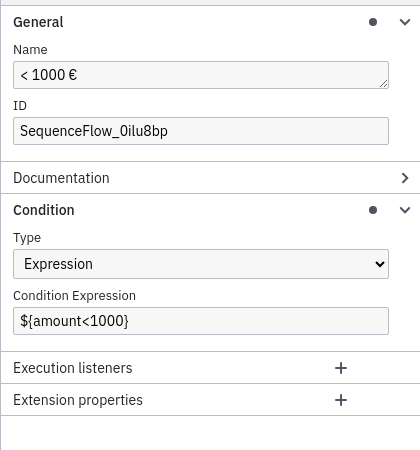 General
Name
< 1000 €
ID
SequenceFlow_0ilu8bp
Documentation
Condition
Type
Expression
Condition Expression
${amount<1000}
Execution listeners
Extension properties